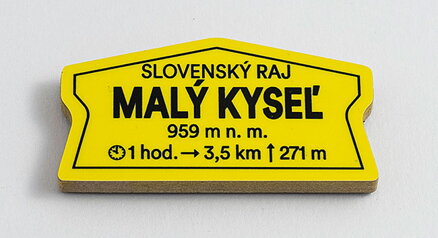 SLOVENSKÝ RAJ
MALÝ KYSEĽ
959 m n. m.
1 hod. → 3,5 km ↑ 271 m